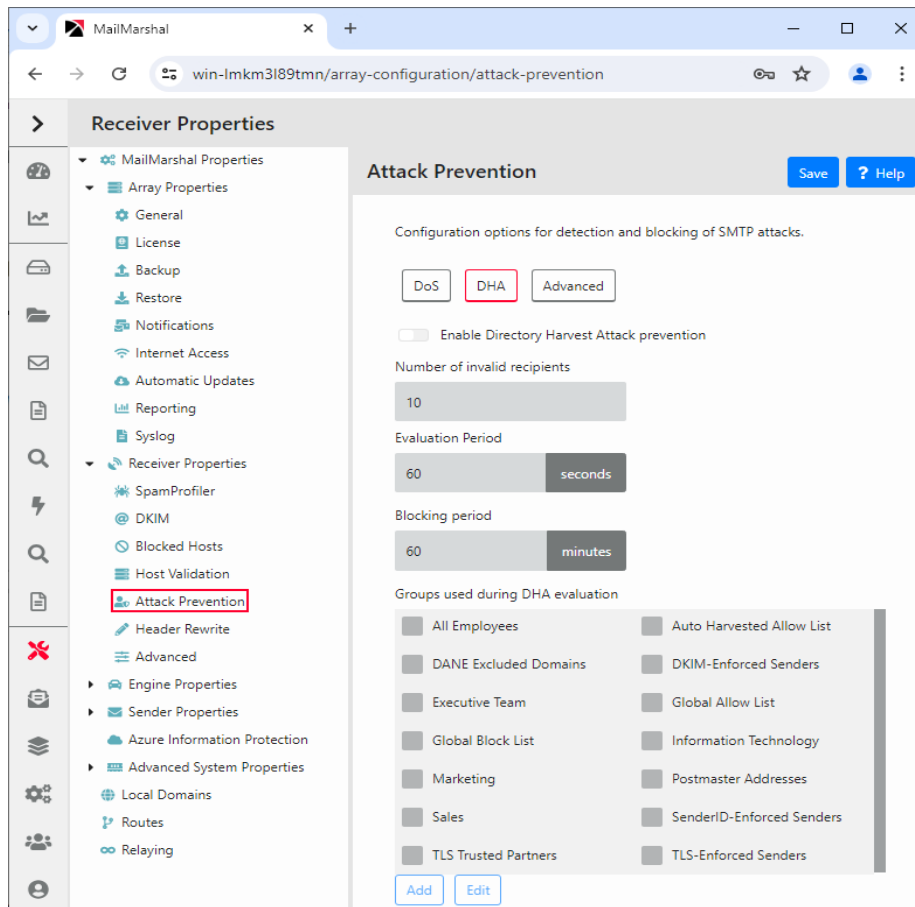 MailMarshal
win-lmkm3l89tmn/array-configuration/attack-prevention
Receiver Properties
MailMarshal Properties
Array Properties
General
License
Backup
Restore
Notifications
Internet Access
Automatic Updates
Reporting
Syslog
Receiver Properties
SpamProfiler
DKIM
Blocked Hosts
Host Validation
Attack Prevention
Header Rewrite
Advanced
Engine Properties
Sender Properties
Azure Information Protection
Advanced System Properties
Local Domains
Routes
Relaying
Attack Prevention
Save
? Help
Configuration options for detection and blocking of SMTP attacks.
DoS DHA Advanced
Enable Directory Harvest Attack prevention
Number of invalid recipients
10
Evaluation Period
60 seconds
Blocking period
60 minutes
Groups used during DHA evaluation
All Employees Auto Harvested Allow List
DANE Excluded Domains DKIM-Enforced Senders
Executive Team Global Allow List
Global Block List Information Technology
Marketing Postmaster Addresses
Sales SenderID-Enforced Senders
TLS Trusted Partners TLS-Enforced Senders
Add Edit